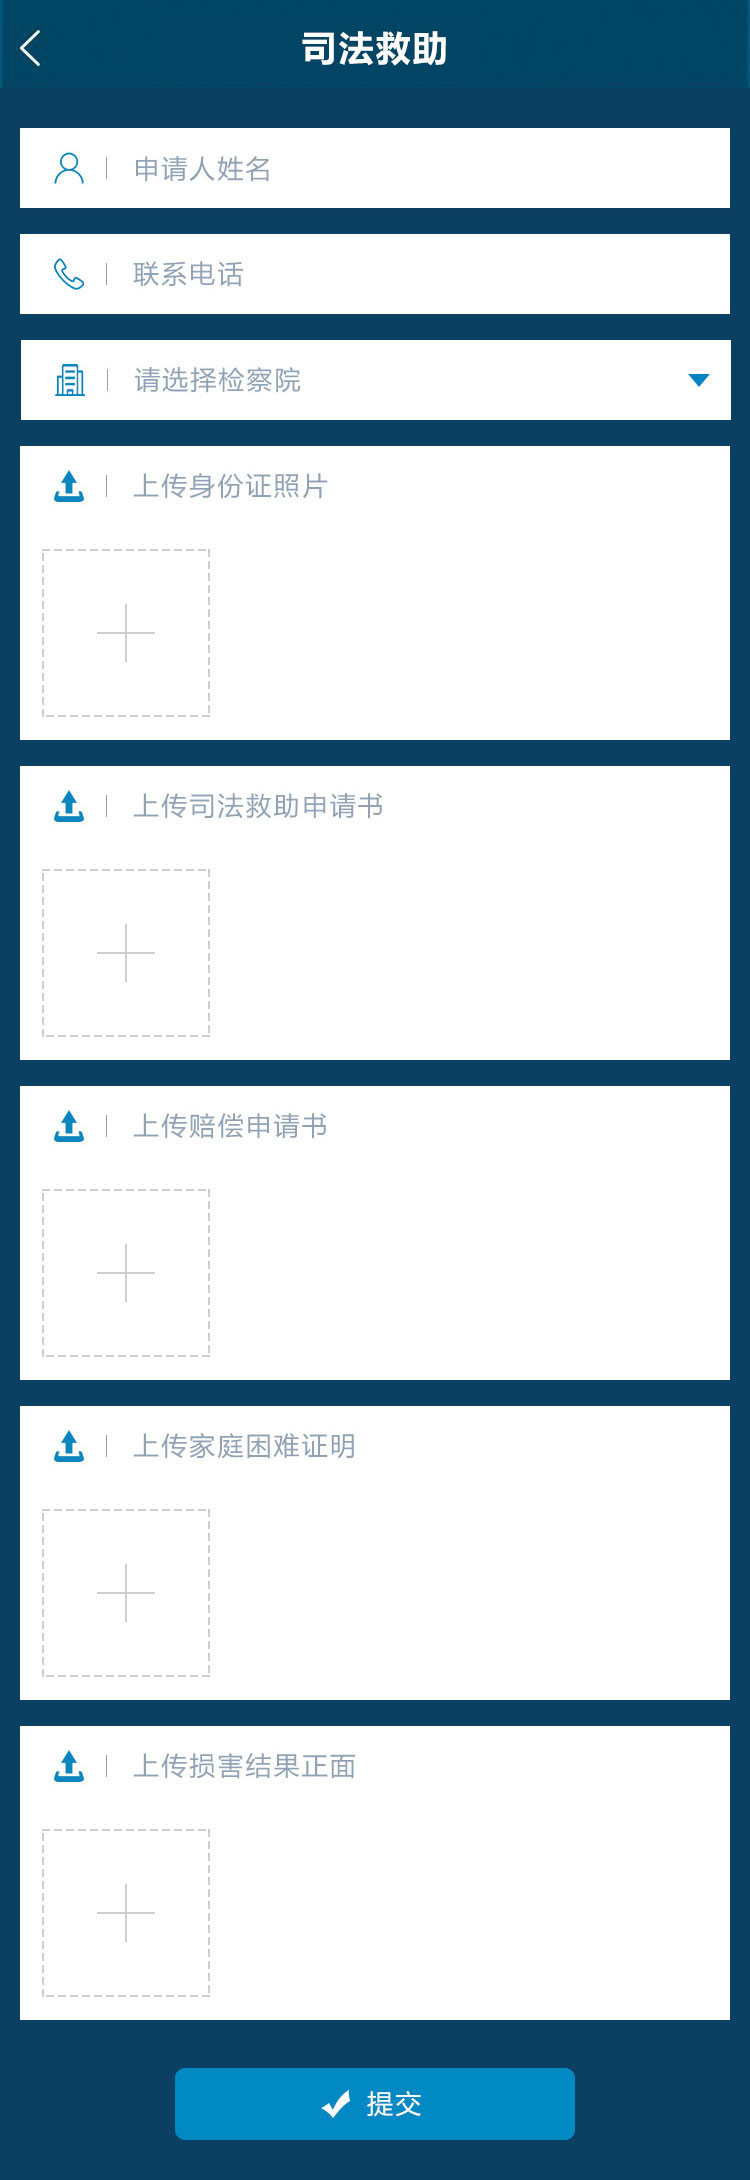 司法救助
申请人姓名
联系电话
请选择检察院
上传身份证照片
上传司法救助申请书
上传赔偿申请书
上传家庭困难证明
上传损害结果正面
提交